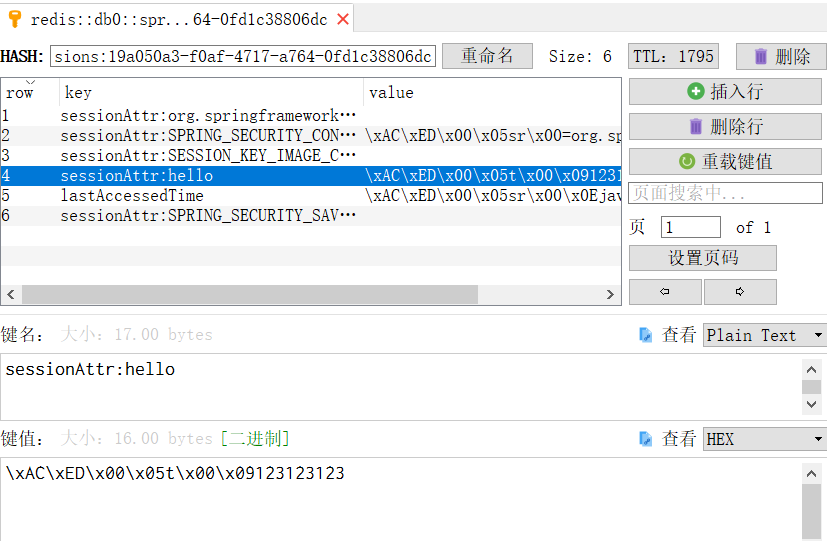 redis::db0::spr...64-0fd1c38806dc
HASH: sions:19a050a3-f0af-4717-a764-0fd1c38806dc 重命名 Size: 6 TTL: 1795 删除
row key value
1 sessionAttr:org.springframework…
2 sessionAttr:SPRING_SECURITY_CON… \xAC\xED\x00\x05sr\x00=org.sp
3 sessionAttr:SESSION_KEY_IMAGE_C…
4 sessionAttr:hello \xAC\xED\x00\x05t\x00\x091231
5 lastAccessedTime \xAC\xED\x00\x05sr\x00\x0Ejav
6 sessionAttr:SPRING_SECURITY_SAV…
插入行
删除行
重载键值
页面搜索中...
页 1 of 1
设置页码
键名: 大小: 17.00 bytes 查看 Plain Text
sessionAttr:hello
键值: 大小: 16.00 bytes [二进制] 查看 HEX
\xAC\xED\x00\x05t\x00\x09123123123